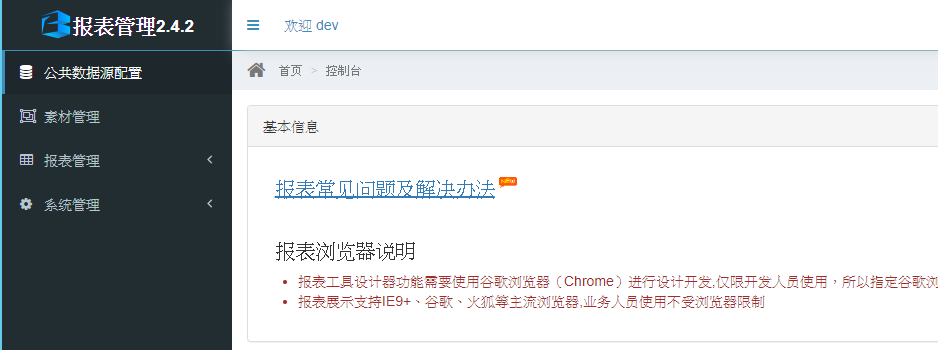 报表管理2.4.2
欢迎 dev
公共数据源配置
素材管理
报表管理
系统管理
首页 > 控制台
基本信息
报表常见问题及解决办法 NEW
报表浏览器说明
报表工具设计器功能需要使用谷歌浏览器（Chrome）进行设计开发,仅限开发人员使用，所以指定谷歌浏
报表展示支持IE9+、谷歌、火狐等主流浏览器,业务人员使用不受浏览器限制